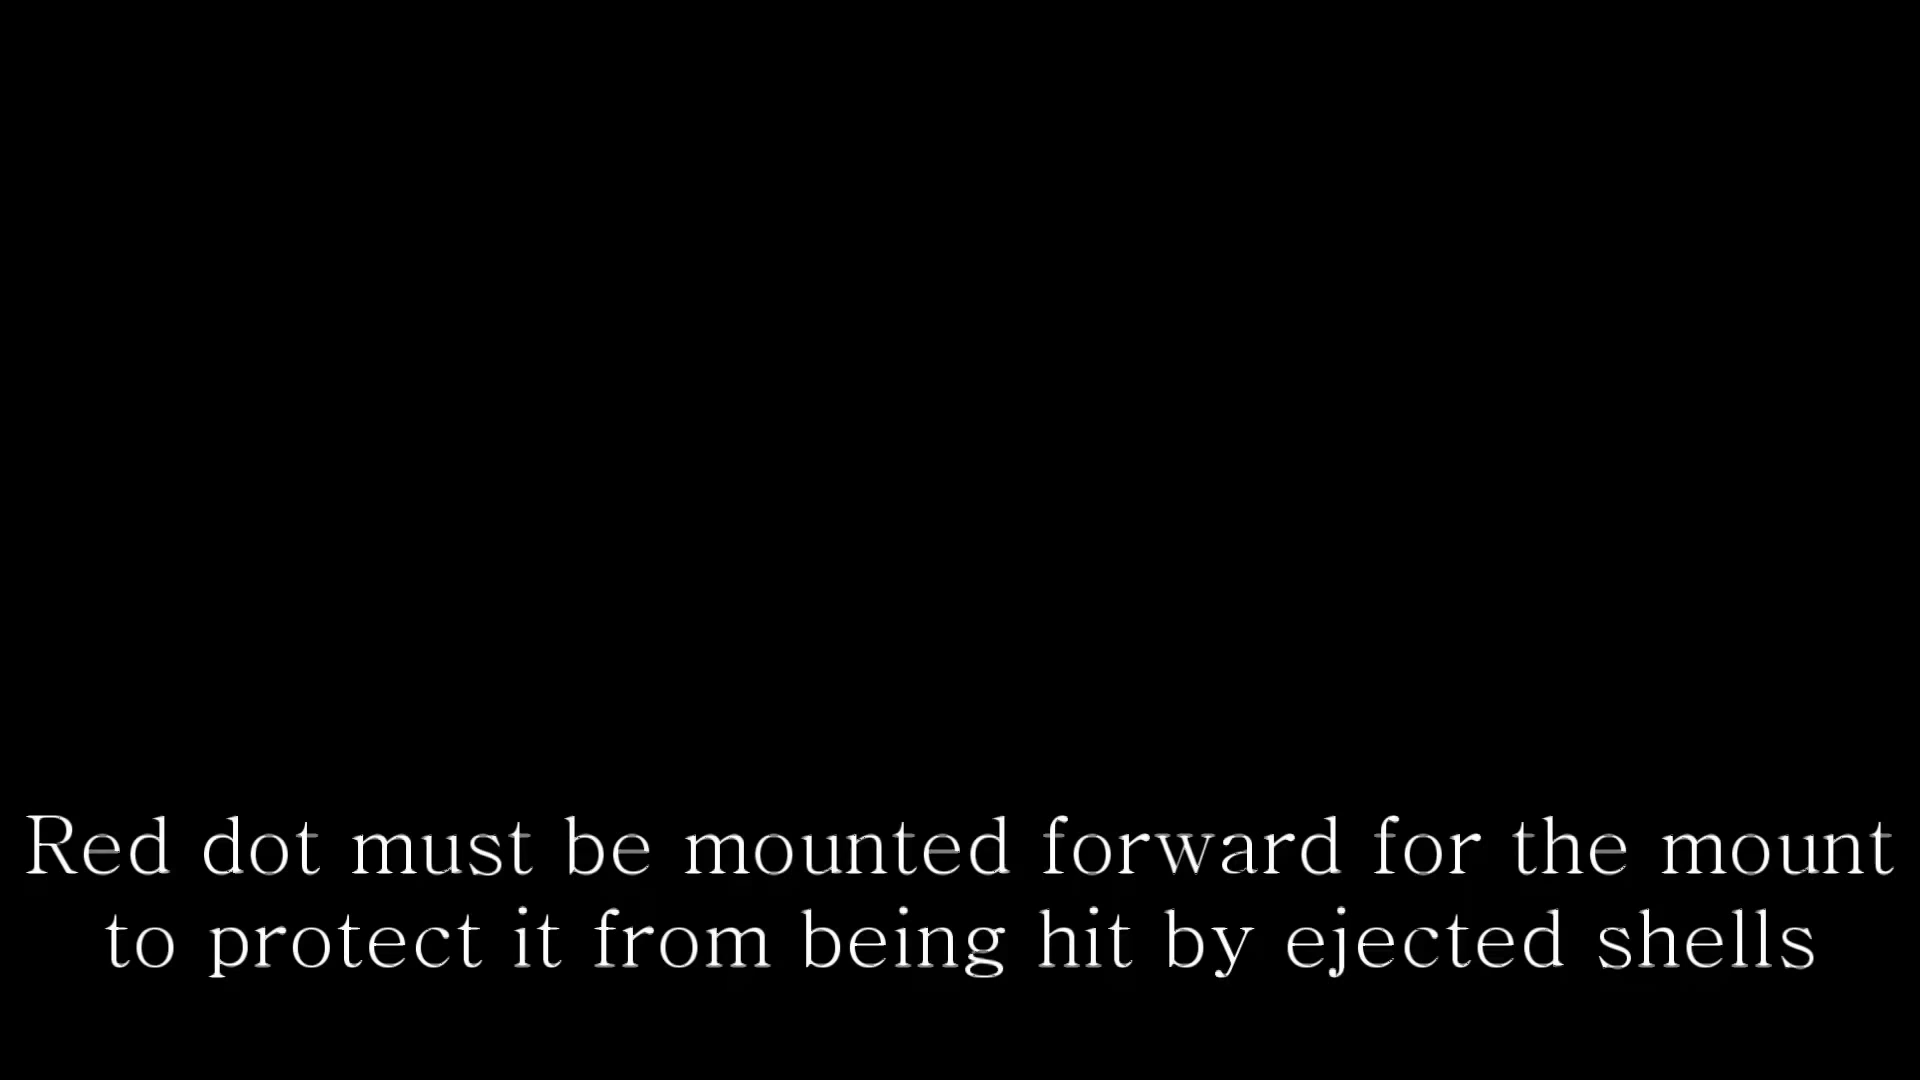 Red dot must be mounted forward for the mount
to protect it from being hit by ejected shells